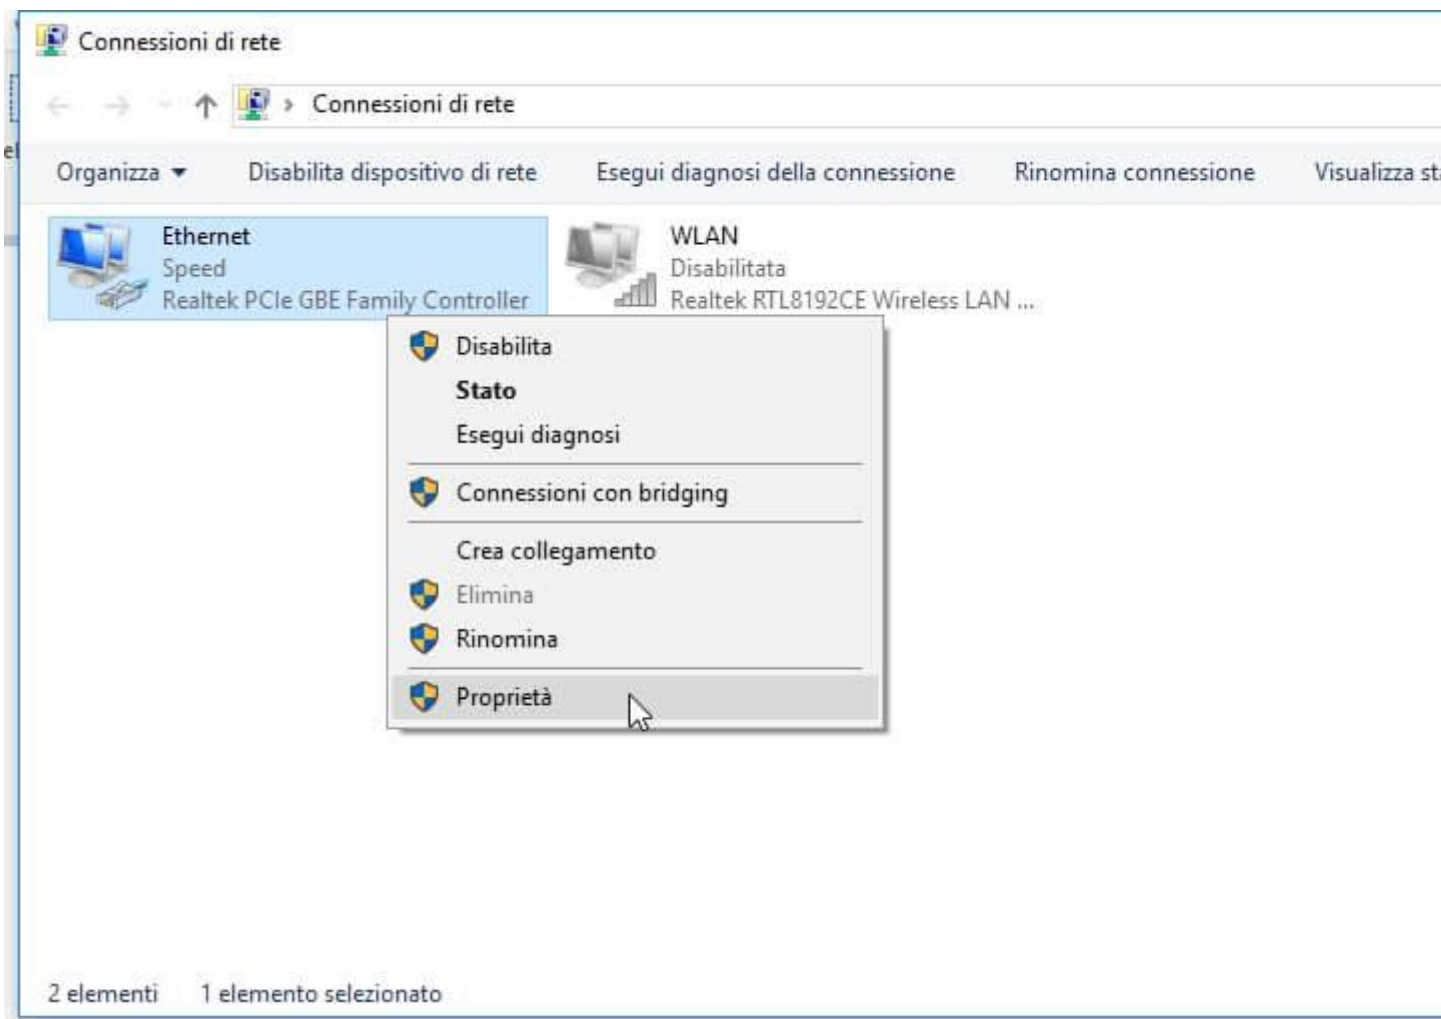 Connessioni di rete
Connessioni di rete
Organizza Disabilita dispositivo di rete Esegui diagnosi della connessione Rinomina connessione Visualizza
Ethernet
Speed
Realtek PCIe GBE Family Controller
WLAN
Disabilitata
Realtek RTL8192CE Wireless LAN ...
Disabilita
Stato
Esegui diagnosi
Connessioni con bridging
Crea collegamento
Elimina
Rinomina
Proprietà
2 elementi 1 elemento selezionato